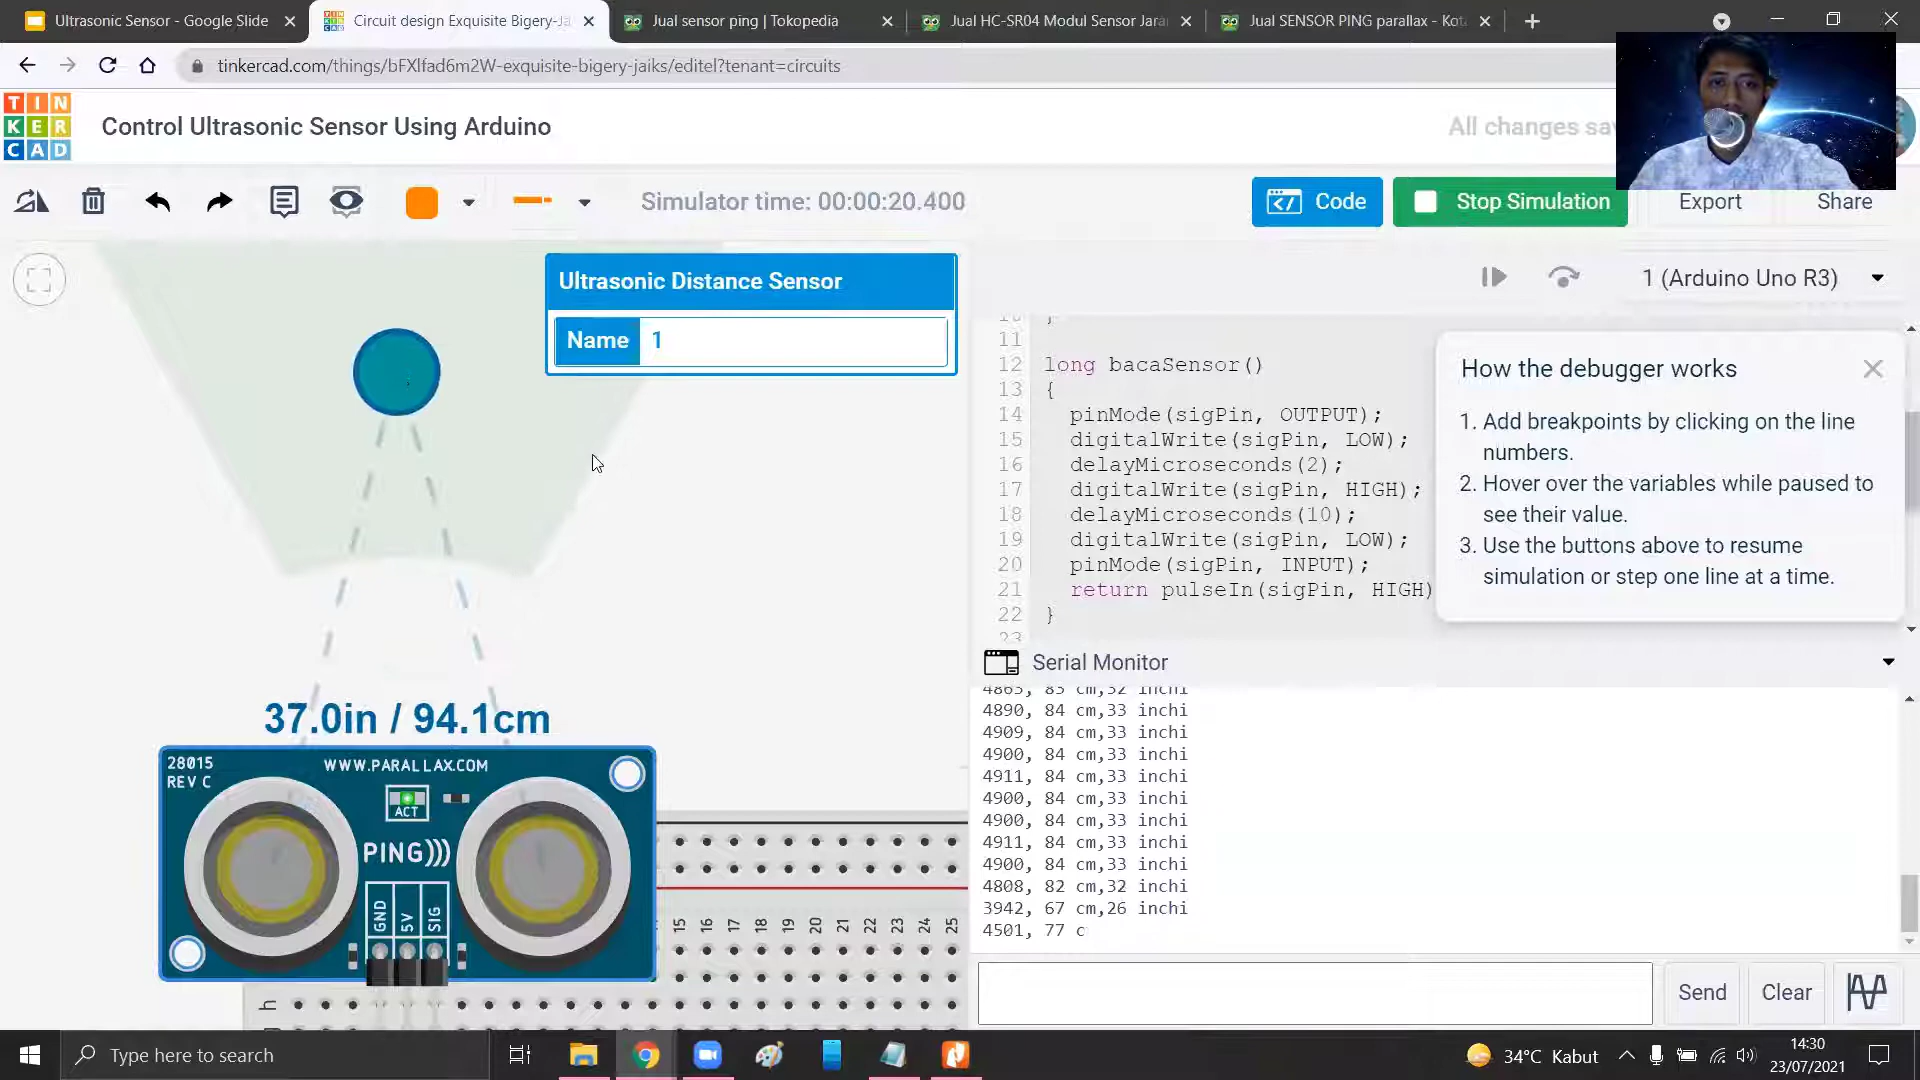 Ultrasonic Sensor - Google Slide
Circuit design Exquisite Bigery-Ja
Jual sensor ping | Tokopedia
Jual HC-SR04 Modul Sensor Jara
Jual SENSOR PING parallax - Kot
tinkercad.com/things/bFXlfad6m2W-exquisite-bigery-jaiks/editel?tenant=circuits
TIN
KER
CAD
Control Ultrasonic Sensor Using Arduino
All changes sav
Simulator time: 00:00:20.400
Code
Stop Simulation
Export
Share
Ultrasonic Distance Sensor
Name
1
1 (Arduino Uno R3)
10 }
11
12 long bacaSensor()
13 {
14 pinMode(sigPin, OUTPUT);
15 digitalWrite(sigPin, LOW);
16 delayMicroseconds(2);
17 digitalWrite(sigPin, HIGH);
18 delayMicroseconds(10);
19 digitalWrite(sigPin, LOW);
20 pinMode(sigPin, INPUT);
21 return pulseIn(sigPin, HIGH)
22 }
23
How the debugger works
1. Add breakpoints by clicking on the line
numbers.
2. Hover over the variables while paused to
see their value.
3. Use the buttons above to resume
simulation or step one line at a time.
Serial Monitor
4863, 83 cm,32 inchi
4890, 84 cm,33 inchi
4909, 84 cm,33 inchi
4900, 84 cm,33 inchi
4911, 84 cm,33 inchi
4900, 84 cm,33 inchi
4900, 84 cm,33 inchi
4911, 84 cm,33 inchi
4900, 84 cm,33 inchi
4808, 82 cm,32 inchi
3942, 67 cm,26 inchi
4501, 77 c
Send
Clear
37.0in / 94.1cm
28015
REV C
WWW.PARALLAX.COM
ACT
PING)))
GND
5V
SIG
15 16 17 18 19 20 21 22 23 24 25
h
Type here to search
34°C Kabut
14:30
23/07/2021